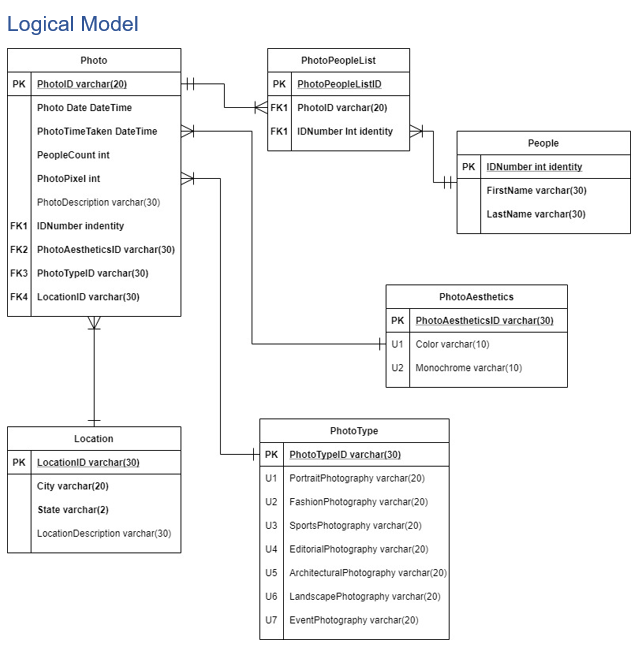 Logical Model
Photo
PK PhotoID varchar(20)
Photo Date DateTime
PhotoTimeTaken DateTime
PeopleCount int
PhotoPixel int
PhotoDescription varchar(30)
FK1 IDNumber indentity
FK2 PhotoAestheticsID varchar(30)
FK3 PhotoTypeID varchar(30)
FK4 LocationID varchar(30)
PhotoPeopleList
PK PhotoPeopleListID
FK1 PhotoID varchar(20)
FK1 IDNumber Int identity
People
PK IDNumber int identity
FirstName varchar(30)
LastName varchar(30)
PhotoAesthetics
PK PhotoAestheticsID varchar(30)
U1 Color varchar(10)
U2 Monochrome varchar(10)
Location
PK LocationID varchar(30)
City varchar(20)
State varchar(2)
LocationDescription varchar(30)
PhotoType
PK PhotoTypeID varchar(30)
U1 PortraitPhotography varchar(20)
U2 FashionPhotography varchar(20)
U3 SportsPhotography varchar(20)
U4 EditorialPhotography varchar(20)
U5 ArchitecturalPhotography varchar(20)
U6 LandscapePhotography varchar(20)
U7 EventPhotography varchar(20)